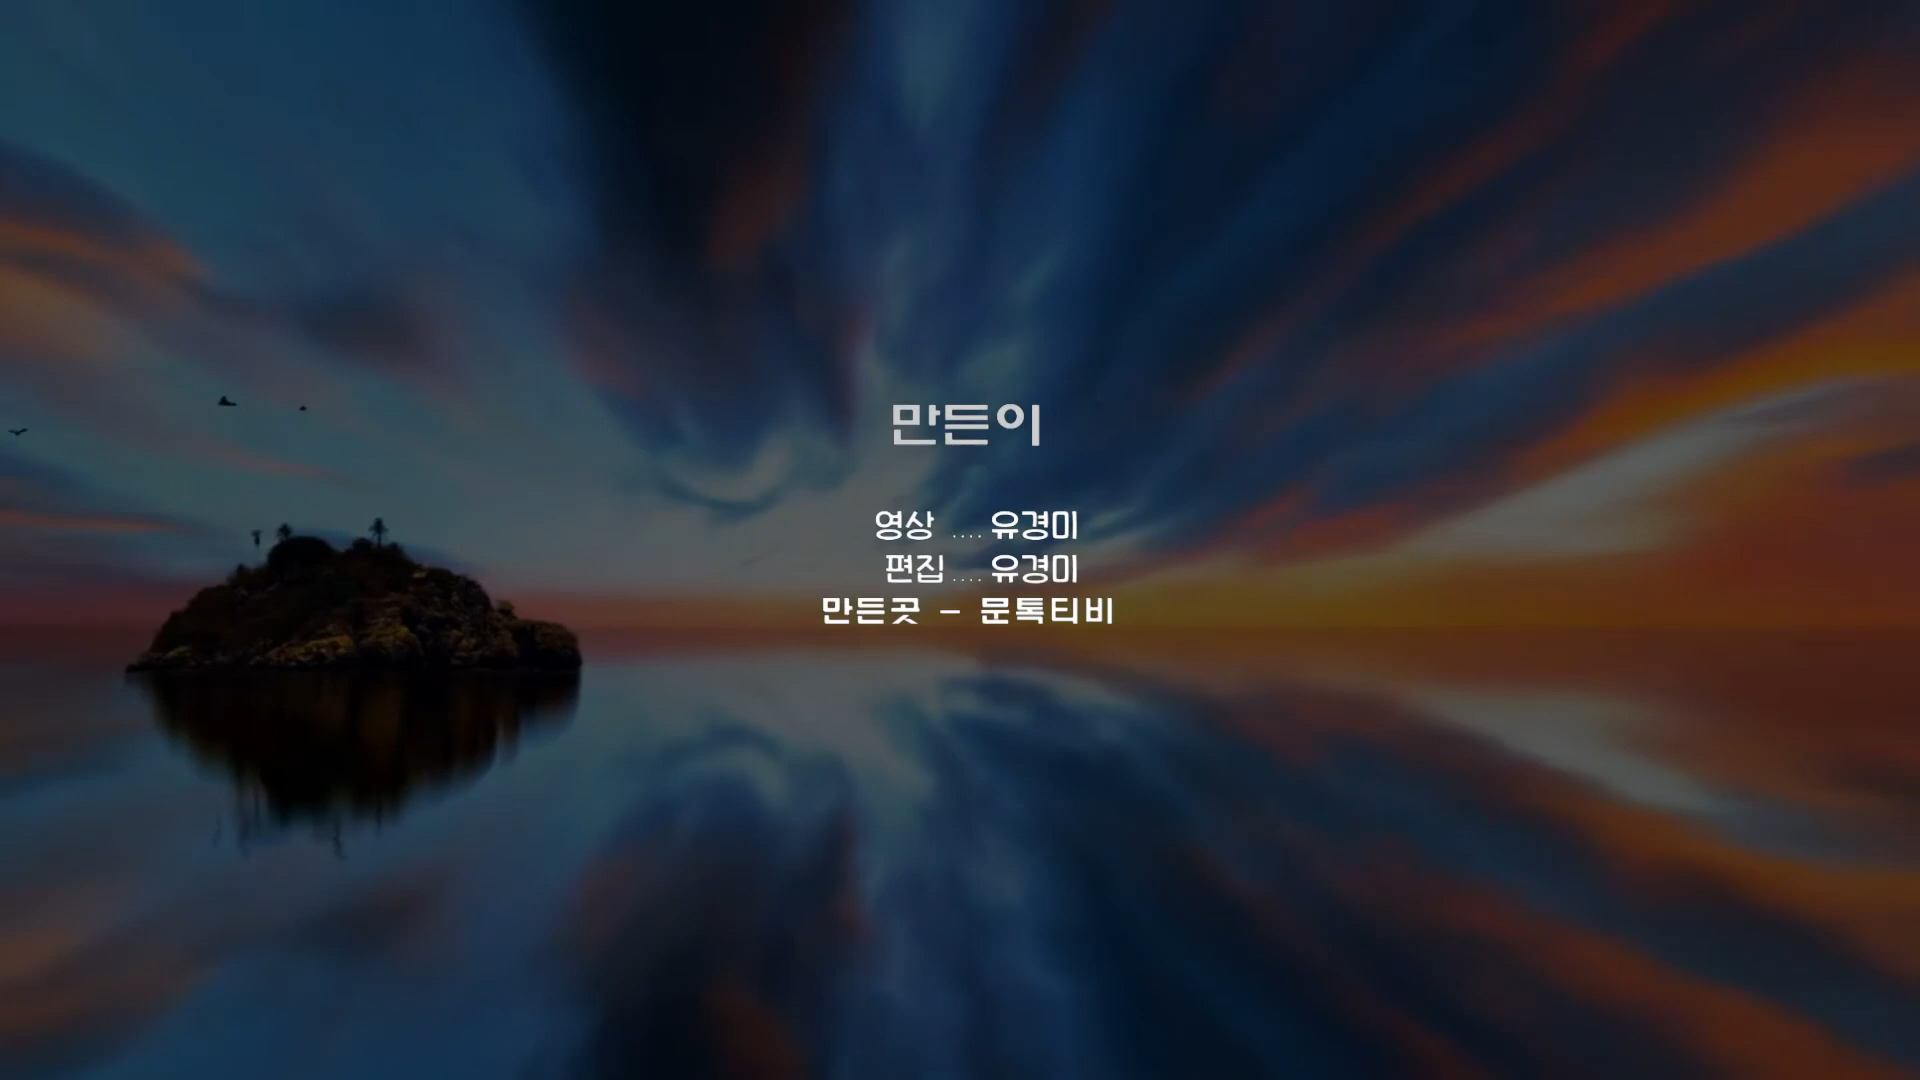 만든이
영상 .... 유경미
편집 .... 유경미
만든곳 - 문톡티비